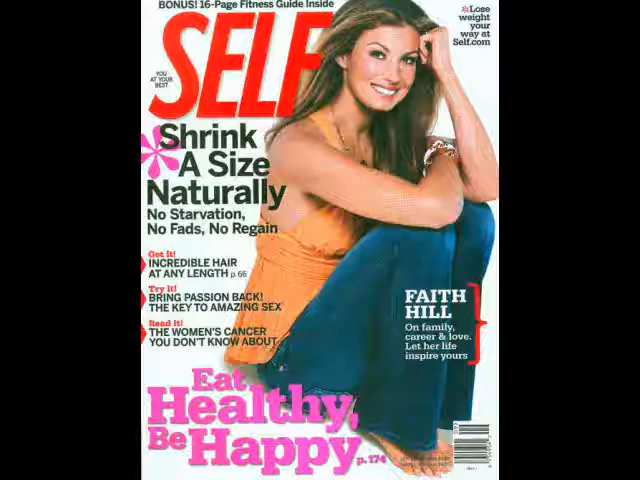 BONUS! 16-Page Fitness Guide Inside
SELF
YOU
AT YOUR
BEST
*Lose
weight
your
way at
Self.com
*Shrink
A Size
Naturally
No Starvation,
No Fads, No Regain
Get It!
INCREDIBLE HAIR
AT ANY LENGTH p.66
Try It!
BRING PASSION BACK!
THE KEY TO AMAZING SEX
Read It!
THE WOMEN'S CANCER
YOU DON'T KNOW ABOUT
FAITH
HILL
On family,
career & love.
Let her life
inspire yours
Eat
Healthy,
Be Happy
p.174